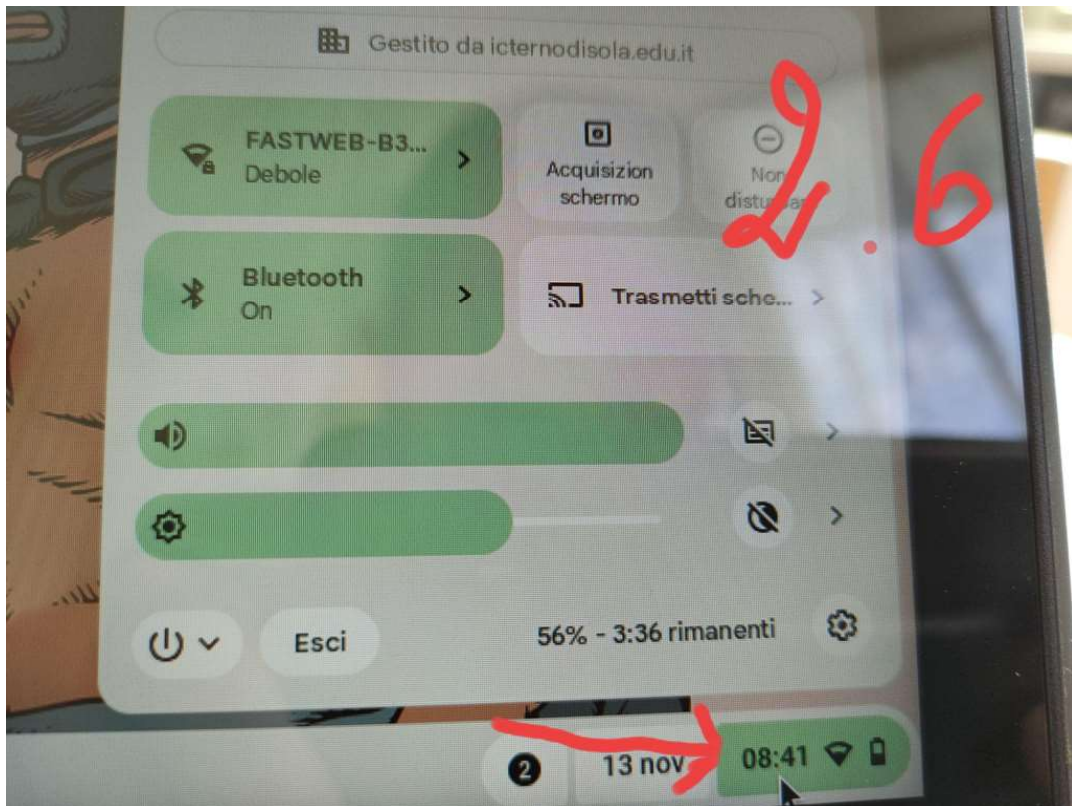 Gestito da icternodisola.edu.it
2.6
FASTWEB-B3...
Debole
Acquisizion
schermo
Non
Bluetooth
On
Trasmetti sche...
Esci
56% - 3:36 rimanenti
2
13 nov
08:41